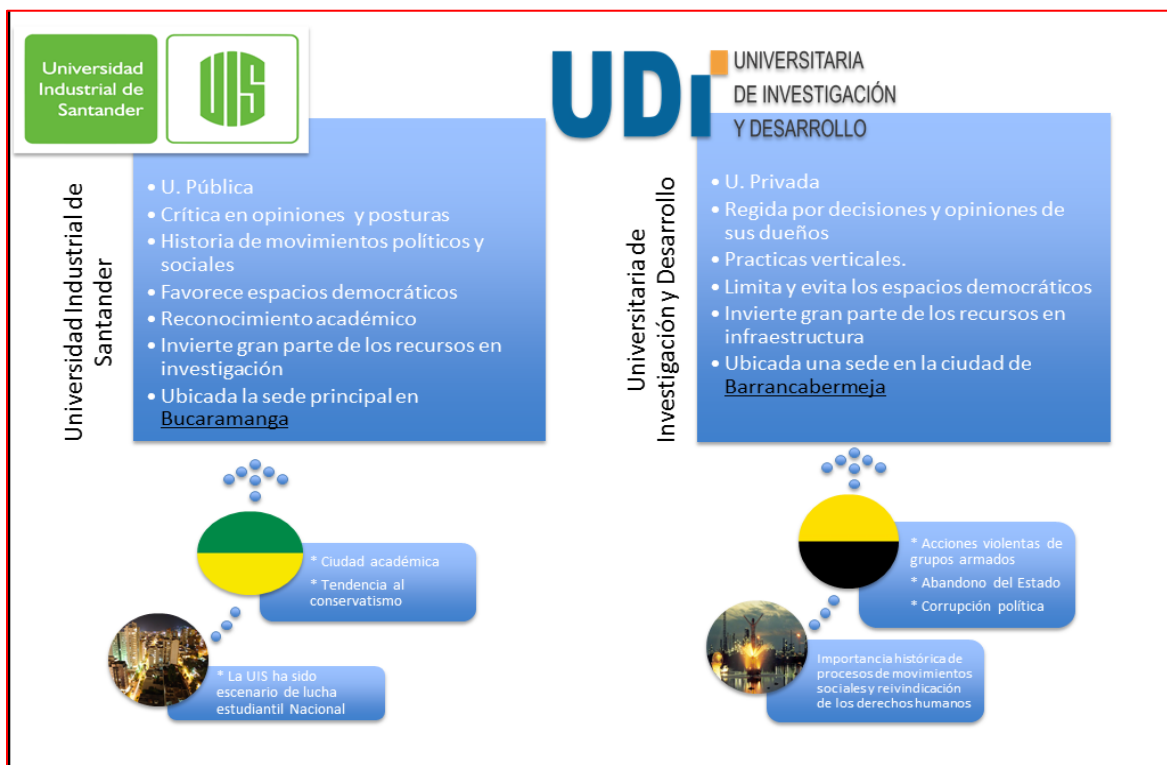 Universidad
Industrial de
Santander
UIS
Universidad Industrial de
Santander
• U. Pública
• Crítica en opiniones y posturas
• Historia de movimientos políticos y
sociales
• Favorece espacios democráticos
• Reconocimiento académico
• Invierte gran parte de los recursos en
investigación
• Ubicada la sede principal en
Bucaramanga
* Ciudad académica
* Tendencia al
conservatismo
* La UIS ha sido
escenario de lucha
estudiantil Nacional
UDi
UNIVERSITARIA
DE INVESTIGACIÓN
Y DESARROLLO
Universitaria de
Investigación y Desarrollo
• U. Privada
• Regida por decisiones y opiniones de
sus dueños
• Practicas verticales.
• Limita y evita los espacios democráticos
• Invierte gran parte de los recursos en
infraestructura
• Ubicada una sede en la ciudad de
Barrancabermeja
* Acciones violentas de
grupos armados
* Abandono del Estado
* Corrupción política
Importancia histórica de
procesos de movimientos
sociales y reivindicación
de los derechos humanos